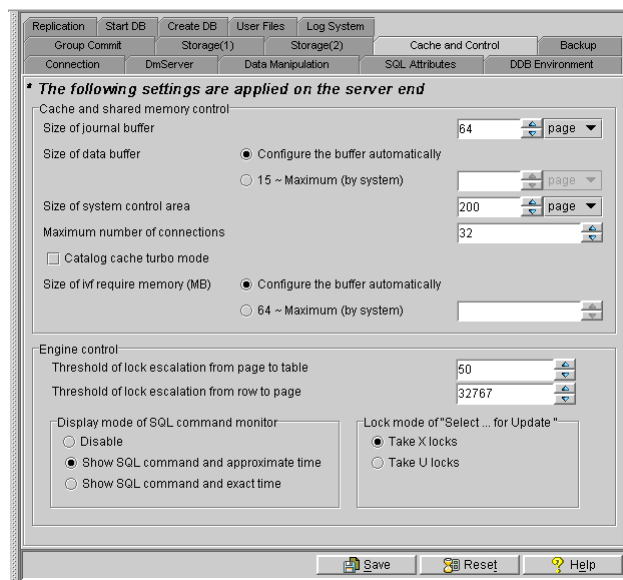 Replication Start DB Create DB User Files Log System
Group Commit Storage(1) Storage(2) Cache and Control Backup
Connection DmServer Data Manipulation SQL Attributes DDB Environment
* The following settings are applied on the server end
Cache and shared memory control
Size of journal buffer 64 page
Size of data buffer Configure the buffer automatically
15 ~ Maximum (by system) page
Size of system control area 200 page
Maximum number of connections 32
Catalog cache turbo mode
Size of ivf require memory (MB) Configure the buffer automatically
64 ~ Maximum (by system)
Engine control
Threshold of lock escalation from page to table 50
Threshold of lock escalation from row to page 32767
Display mode of SQL command monitor Lock mode of "Select ... for Update"
Disable Take X locks
Show SQL command and approximate time Take U locks
Show SQL command and exact time
Save Reset Help